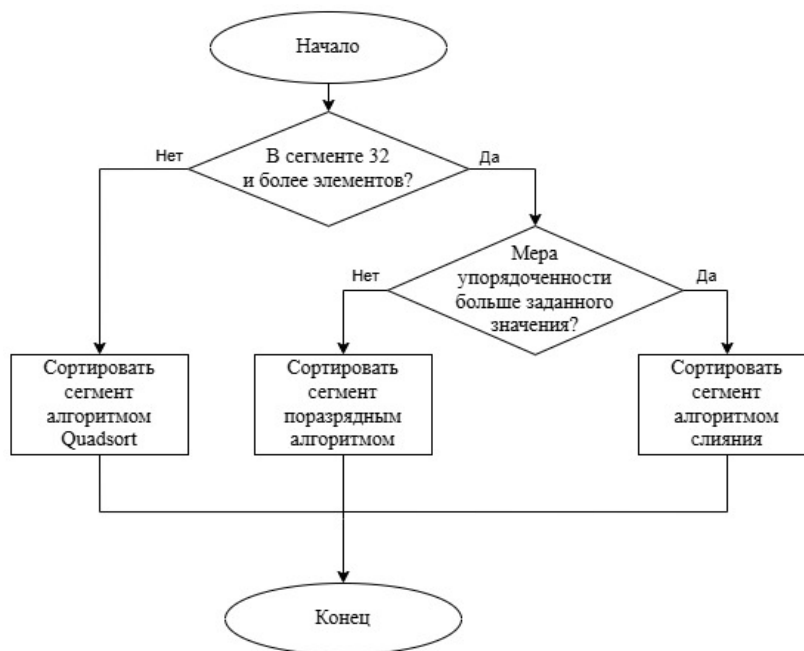 Начало
В сегменте 32
и более элементов?
Нет
Да
Мера
упорядоченности
больше заданного
значения?
Нет
Да
Сортировать
сегмент
алгоритмом
Quadsort
Сортировать
сегмент
поразрядным
алгоритмом
Сортировать
сегмент
алгоритмом
слияния
Конец